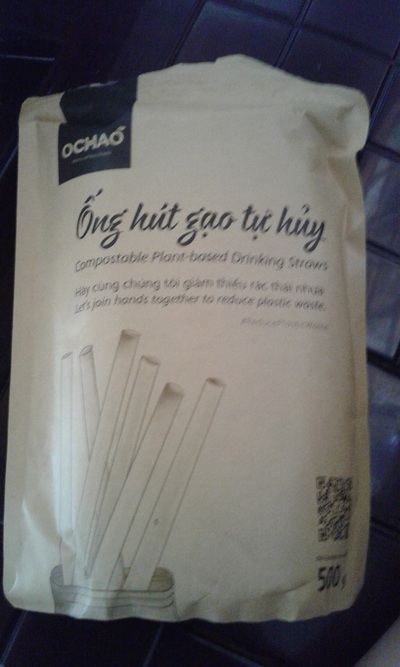 OCHAO
Ống hút gạo tự hủy
Compostable Plant-based Drinking Straws
Hãy cùng chúng tôi giảm thiểu rác thải nhựa
Let's join hands together to reduce plastic waste.
500 g